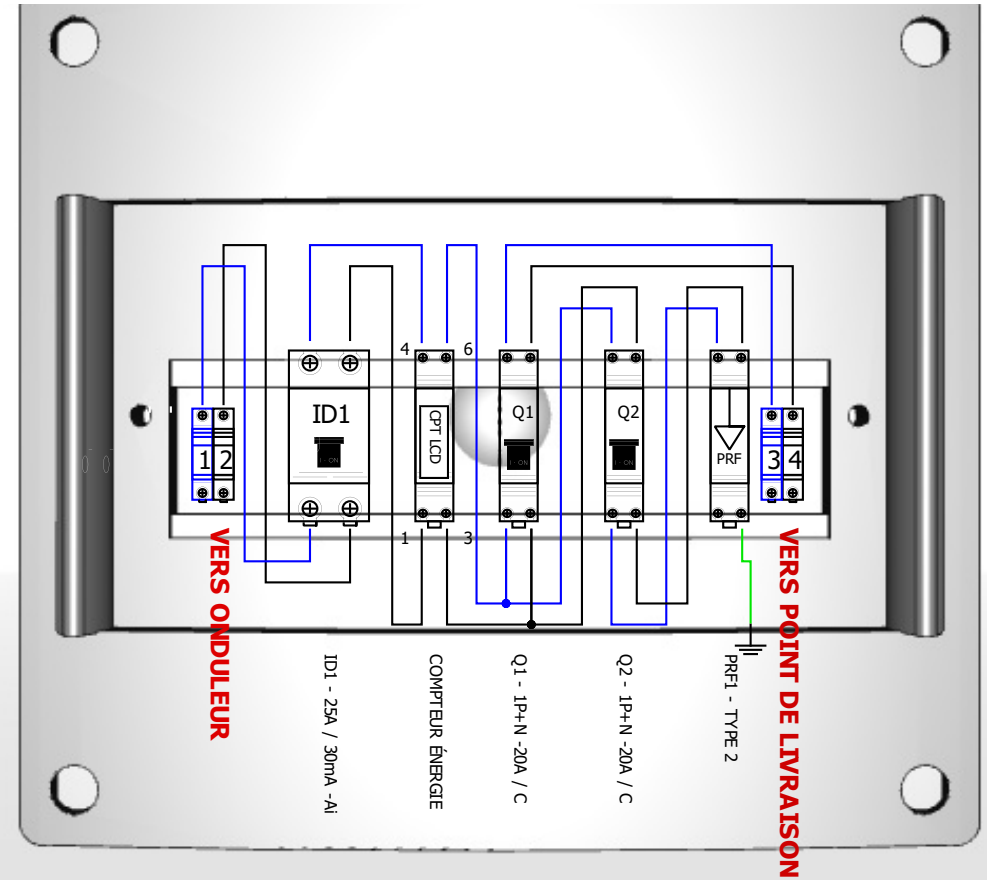 4
6
ID1
CPT LCD
Q1
Q2
PRF
1
2
3
4
I - ON
I - ON
I - ON
1
3
VERS ONDULEUR
ID1 - 25A / 30mA -Ai
COMPTEUR ÉNERGIE
Q1 - 1P+N -20A / C
Q2 - 1P+N -20A / C
PRF1 - TYPE 2
VERS POINT DE LIVRAISON